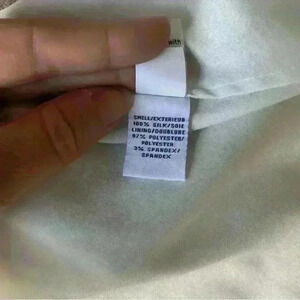 with
SHELL/EXTERIEUR
100% SILK/SOIE
LINING/DOUBLURE
97% POLYESTER/
POLYESTER
3% SPANDEX/
SPANDEX